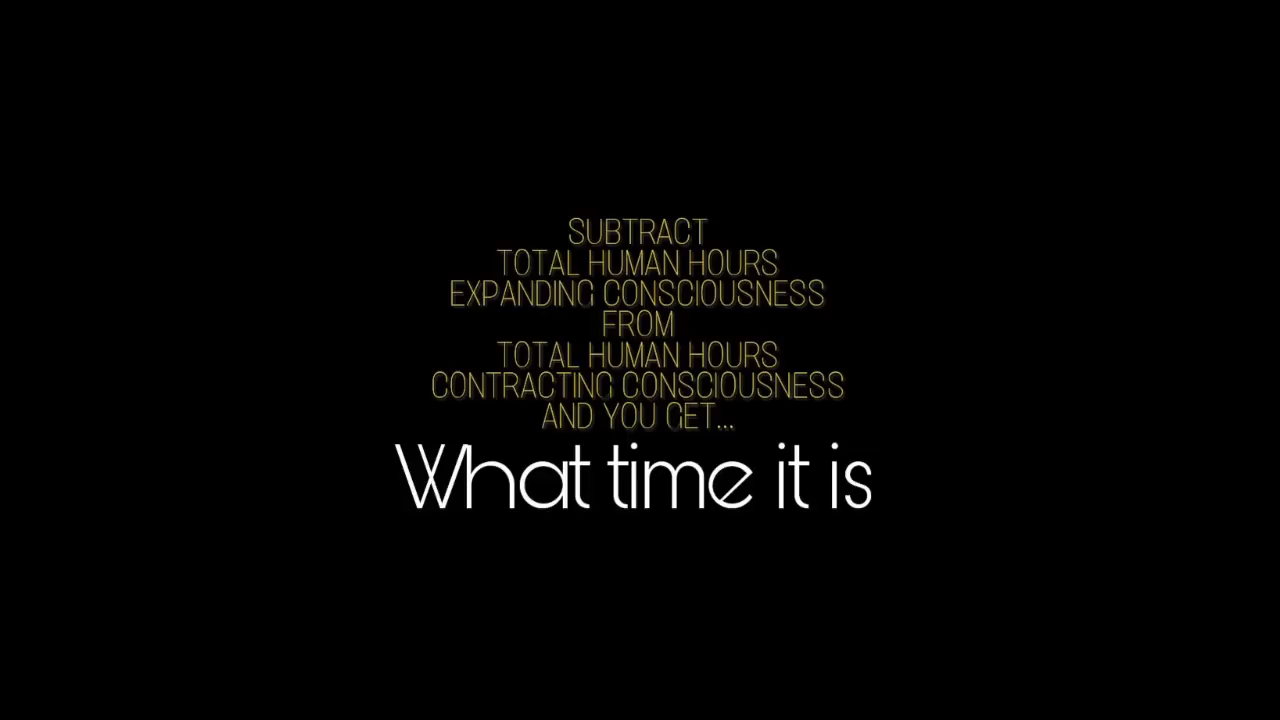 SUBTRACT
TOTAL HUMAN HOURS
EXPANDING CONSCIOUSNESS
FROM
TOTAL HUMAN HOURS
CONTRACTING CONSCIOUSNESS
AND YOU GET...
What time it is